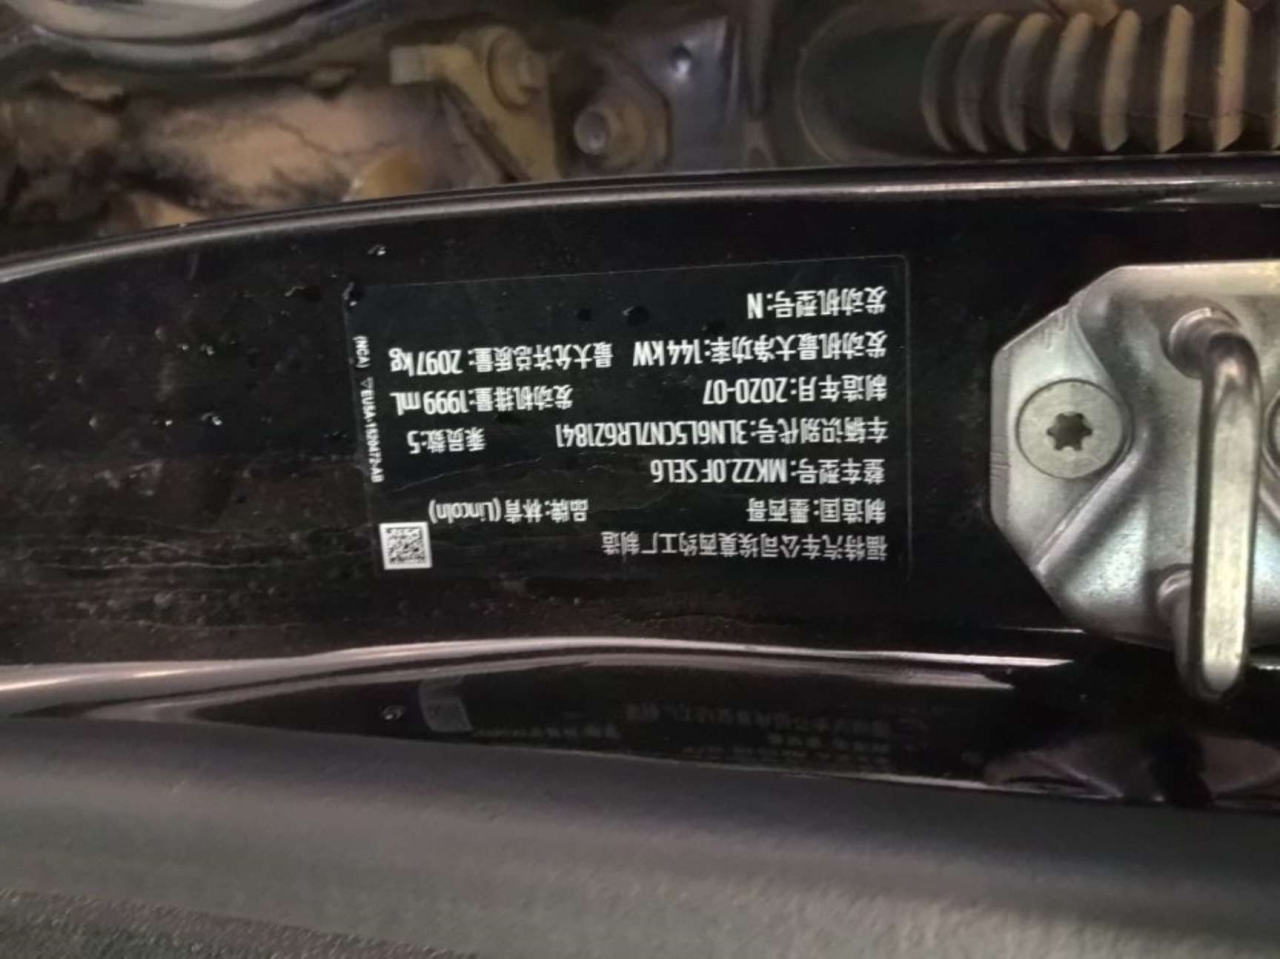 福特汽车公司埃莫西约工厂制造
制造国:墨西哥 品牌:林肯(Lincoln)
整车型号:MKZ2.0F SEL6
车辆识别代号:3LN6L5CN7LR621841 乘员数:5
制造年月:2020-07 发动机排量:1999 mL
发动机最大净功率:144 kW 最大允许总质量:2097 kg
发动机型号:N
(NCA)